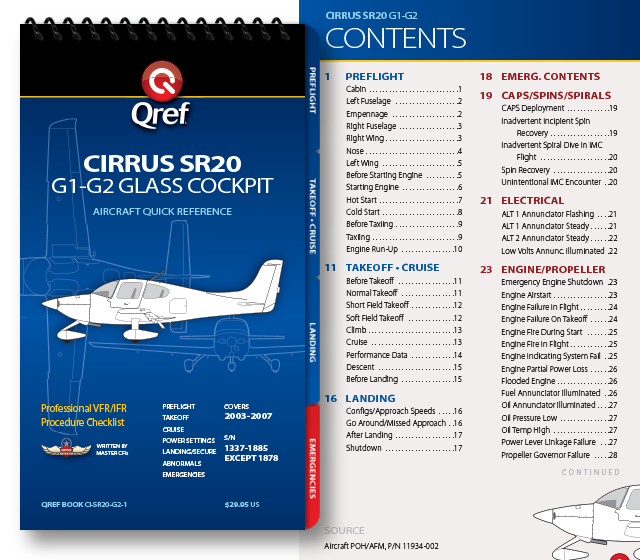 Qref
CIRRUS SR20
G1-G2 GLASS COCKPIT
AIRCRAFT QUICK REFERENCE
Professional VFR/IFR
Procedure Checklist
WRITTEN BY
MASTER CFIs
PREFLIGHT
TAKEOFF
CRUISE
POWER SETTINGS
LANDING/SECURE
ABNORMALS
EMERGENCIES
COVERS
2003-2007
S/N
1337-1885
EXCEPT 1878
QREF BOOK CI-SR20-G2-1
$29.95 US
PREFLIGHT
TAKEOFF • CRUISE
LANDING
EMERGENCIES
CIRRUS SR20 G1-G2
CONTENTS
1 PREFLIGHT
Cabin .1
Left Fuselage .2
Empennage .2
Right Fuselage .3
Right Wing .3
Nose .4
Left Wing .5
Before Starting Engine .5
Starting Engine .6
Hot Start .7
Cold Start .8
Before Taxiing .9
Taxiing .9
Engine Run-Up .10
11 TAKEOFF • CRUISE
Before Takeoff .11
Normal Takeoff .11
Short Field Takeoff .12
Soft Field Takeoff .12
Climb .13
Cruise .13
Performance Data .14
Descent .15
Before Landing .15
16 LANDING
Configs/Approach Speeds .16
Go Around/Missed Approach .16
After Landing .17
Shutdown .17
18 EMERG. CONTENTS
19 CAPS/SPINS/SPIRALS
CAPS Deployment .19
Inadvertent Incipient Spin
Recovery .19
Inadvertent Spiral Dive in IMC
Flight .20
Spin Recovery .20
Unintentional IMC Encounter .20
21 ELECTRICAL
ALT 1 Annunciator Flashing .21
ALT 1 Annunciator Steady .21
ALT 2 Annunciator Steady .22
Low Volts Annunc. Illuminated .22
23 ENGINE/PROPELLER
Emergency Engine Shutdown .23
Engine Airstart .23
Engine Failure in Flight .24
Engine Failure On Takeoff .24
Engine Fire During Start .25
Engine Fire in Flight .25
Engine Indicating System Fail .25
Engine Partial Power Loss .26
Flooded Engine .26
Fuel Annunciator Illuminated .26
Oil Annunciator Illuminated .27
Oil Pressure Low .27
Oil Temp High .27
Power Lever Linkage Failure .27
Propeller Governor Failure .28
CONTINUED
SOURCE
Aircraft POH/AFM, P/N 11934-002